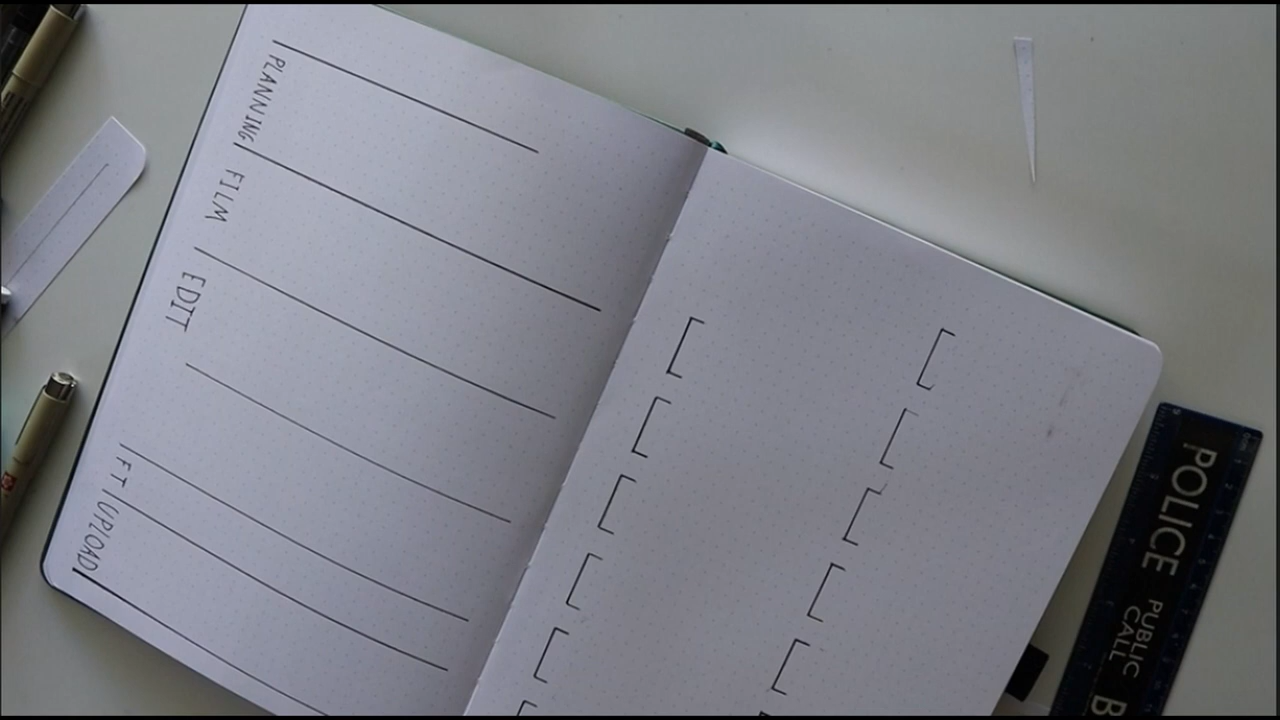 PLANNING
FILM
EDIT
FT/UPLOAD
POLICE
PUBLIC
CALL
B